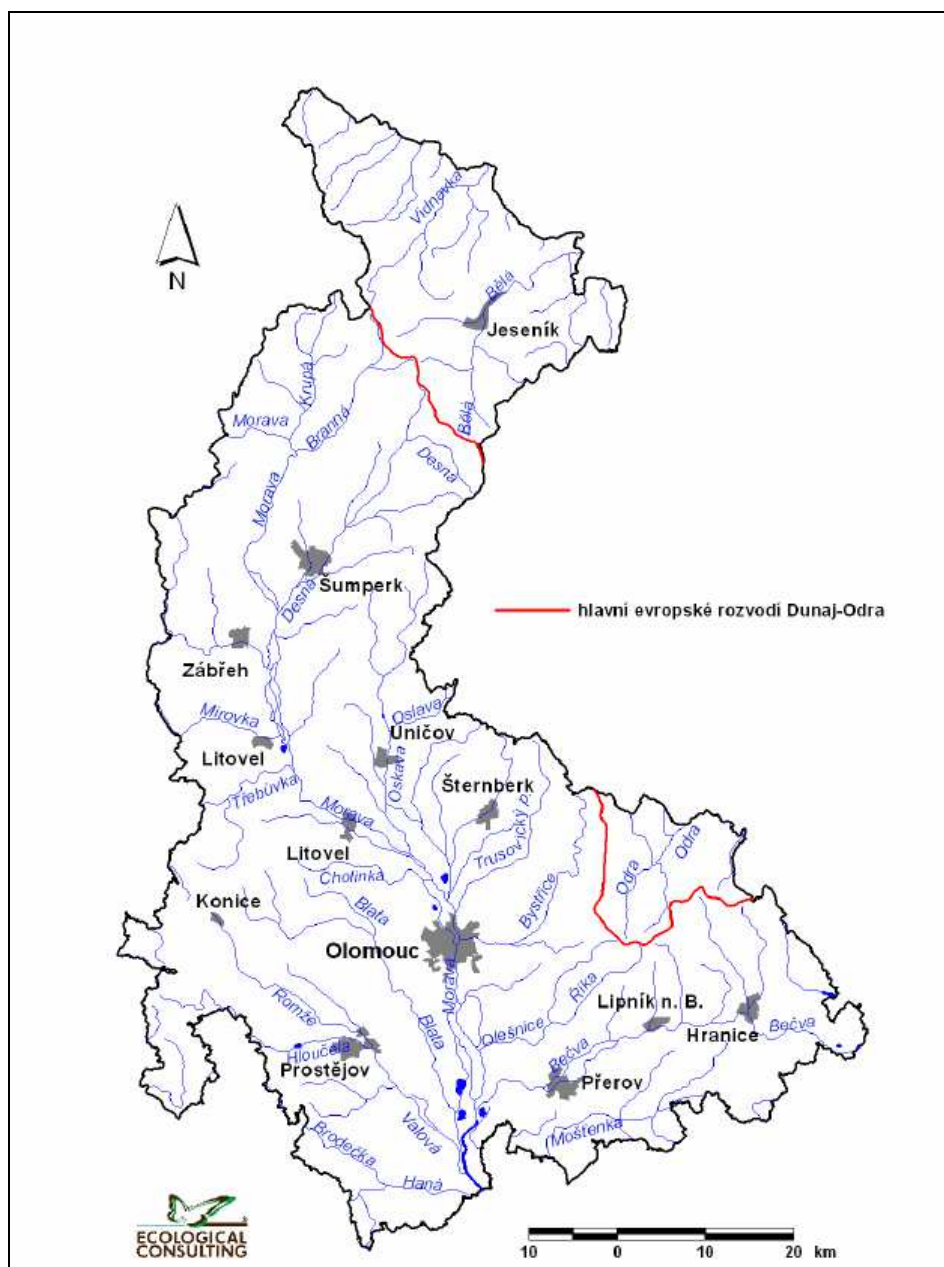 Vidnavka
N
Bělá
Jeseník
Krupá
Morava
Branná
Bělá
Desná
Morava
Šumperk
Desná
hlavní evropské rozvodí Dunaj-Odra
Zábřeh
Mírovka
Oslava
Litovel
Uničov
Oskava
Třebůvka
Šternberk
Morava
Litovel
Trusovický p.
Cholinka
Odra
Odra
Blata
Bystřice
Konice
Olomouc
Morava
Říka
Romže
Lipník n. B.
Olešnice
Hranice
Bečva
Blata
Hloučela
Prostějov
Bečva
Přerov
Valová
Moštěnka
Brodečka
Haná
ECOLOGICAL
CONSULTING
10 0 10 20 km